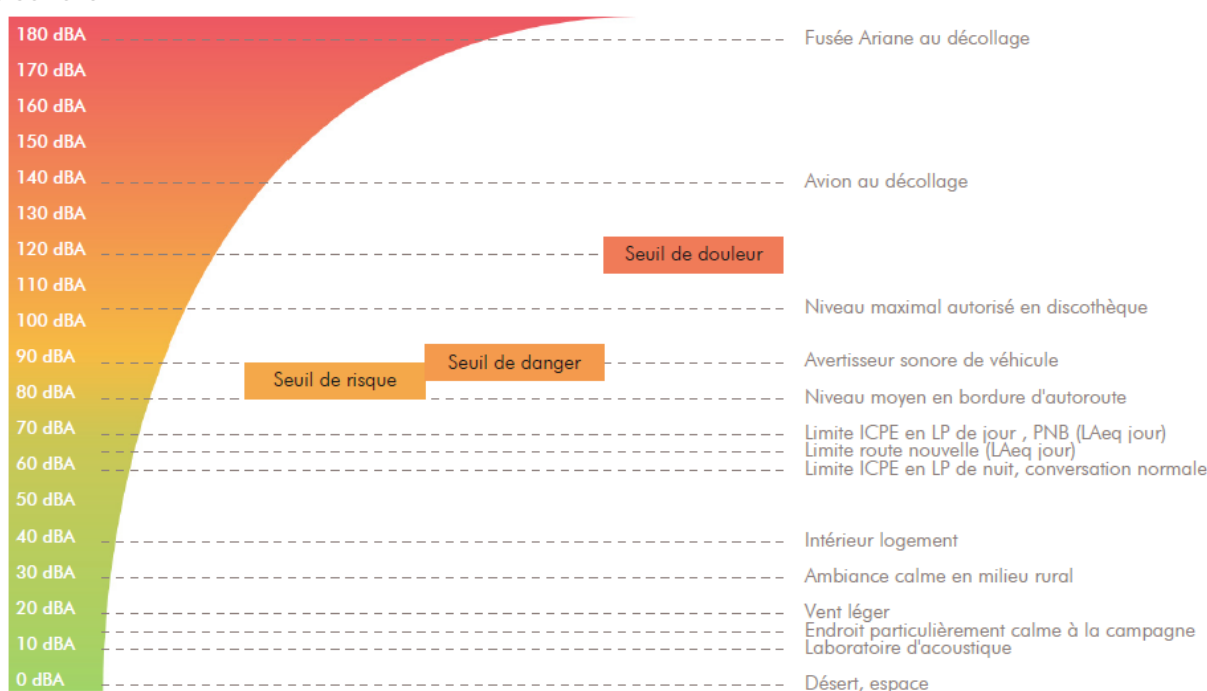 180 dBA
Fusée Ariane au décollage
170 dBA
160 dBA
150 dBA
140 dBA
Avion au décollage
130 dBA
120 dBA
Seuil de douleur
110 dBA
Niveau maximal autorisé en discothèque
100 dBA
90 dBA
Seuil de danger
Avertisseur sonore de véhicule
Seuil de risque
80 dBA
Niveau moyen en bordure d'autoroute
70 dBA
Limite ICPE en LP de jour , PNB (LAeq jour)
Limite route nouvelle (LAeq jour)
60 dBA
Limite ICPE en LP de nuit, conversation normale
50 dBA
40 dBA
Intérieur logement
30 dBA
Ambiance calme en milieu rural
20 dBA
Vent léger
Endroit particulièrement calme à la campagne
10 dBA
Laboratoire d'acoustique
0 dBA
Désert, espace